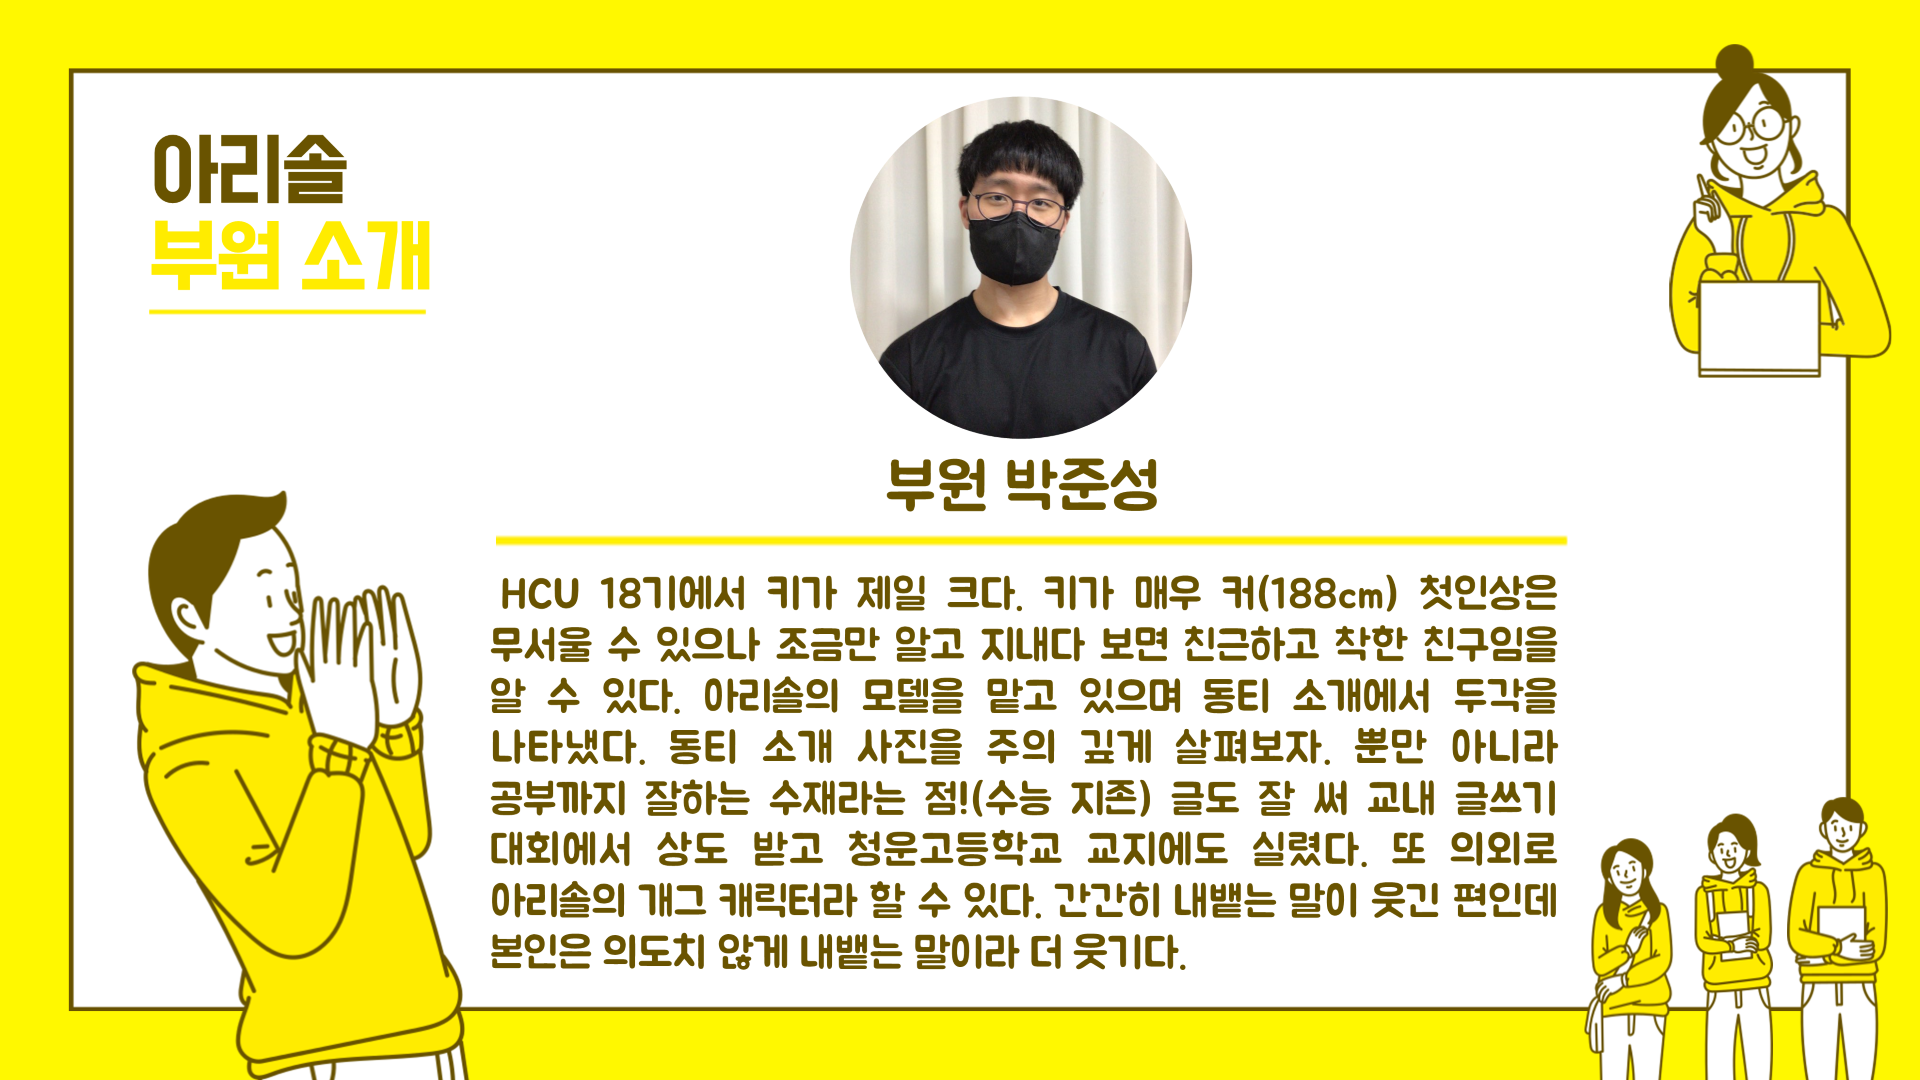 아리솔
부원 소개
부원 박준성
HCU 18기에서 키가 제일 크다. 키가 매우 커(188cm) 첫인상은
무서울 수 있으나 조금만 알고 지내다 보면 친근하고 착한 친구임을
알 수 있다. 아리솔의 모델을 맡고 있으며 동티 소개에서 두각을
나타냈다. 동티 소개 사진을 주의 깊게 살펴보자. 뿐만 아니라
공부까지 잘하는 수재라는 점!(수능 지존) 글도 잘 써 교내 글쓰기
대회에서 상도 받고 청운고등학교 교지에도 실렸다. 또 의외로
아리솔의 개그 캐릭터라 할 수 있다. 간간히 내뱉는 말이 웃긴 편인데
본인은 의도치 않게 내뱉는 말이라 더 웃기다.